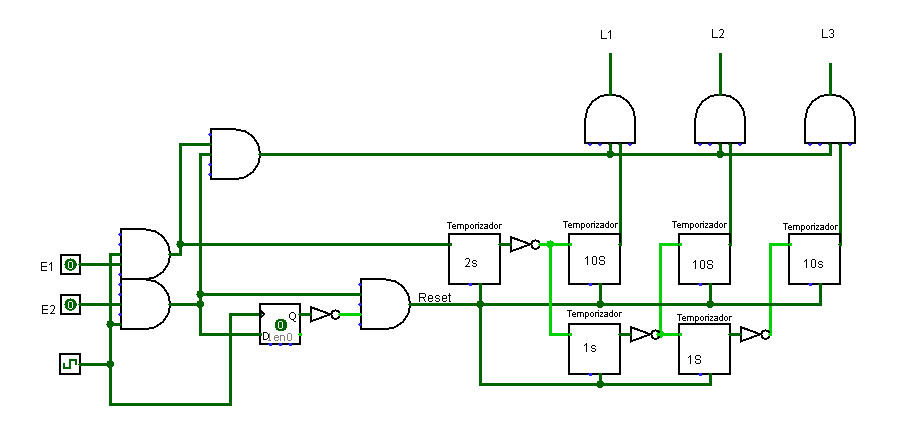 L1
L2
L3
Temporizador
Temporizador
Temporizador
Temporizador
2s
10S
10S
10s
E1
0
E2
0
Reset
Q
0
D
en0
Temporizador
Temporizador
1s
1S